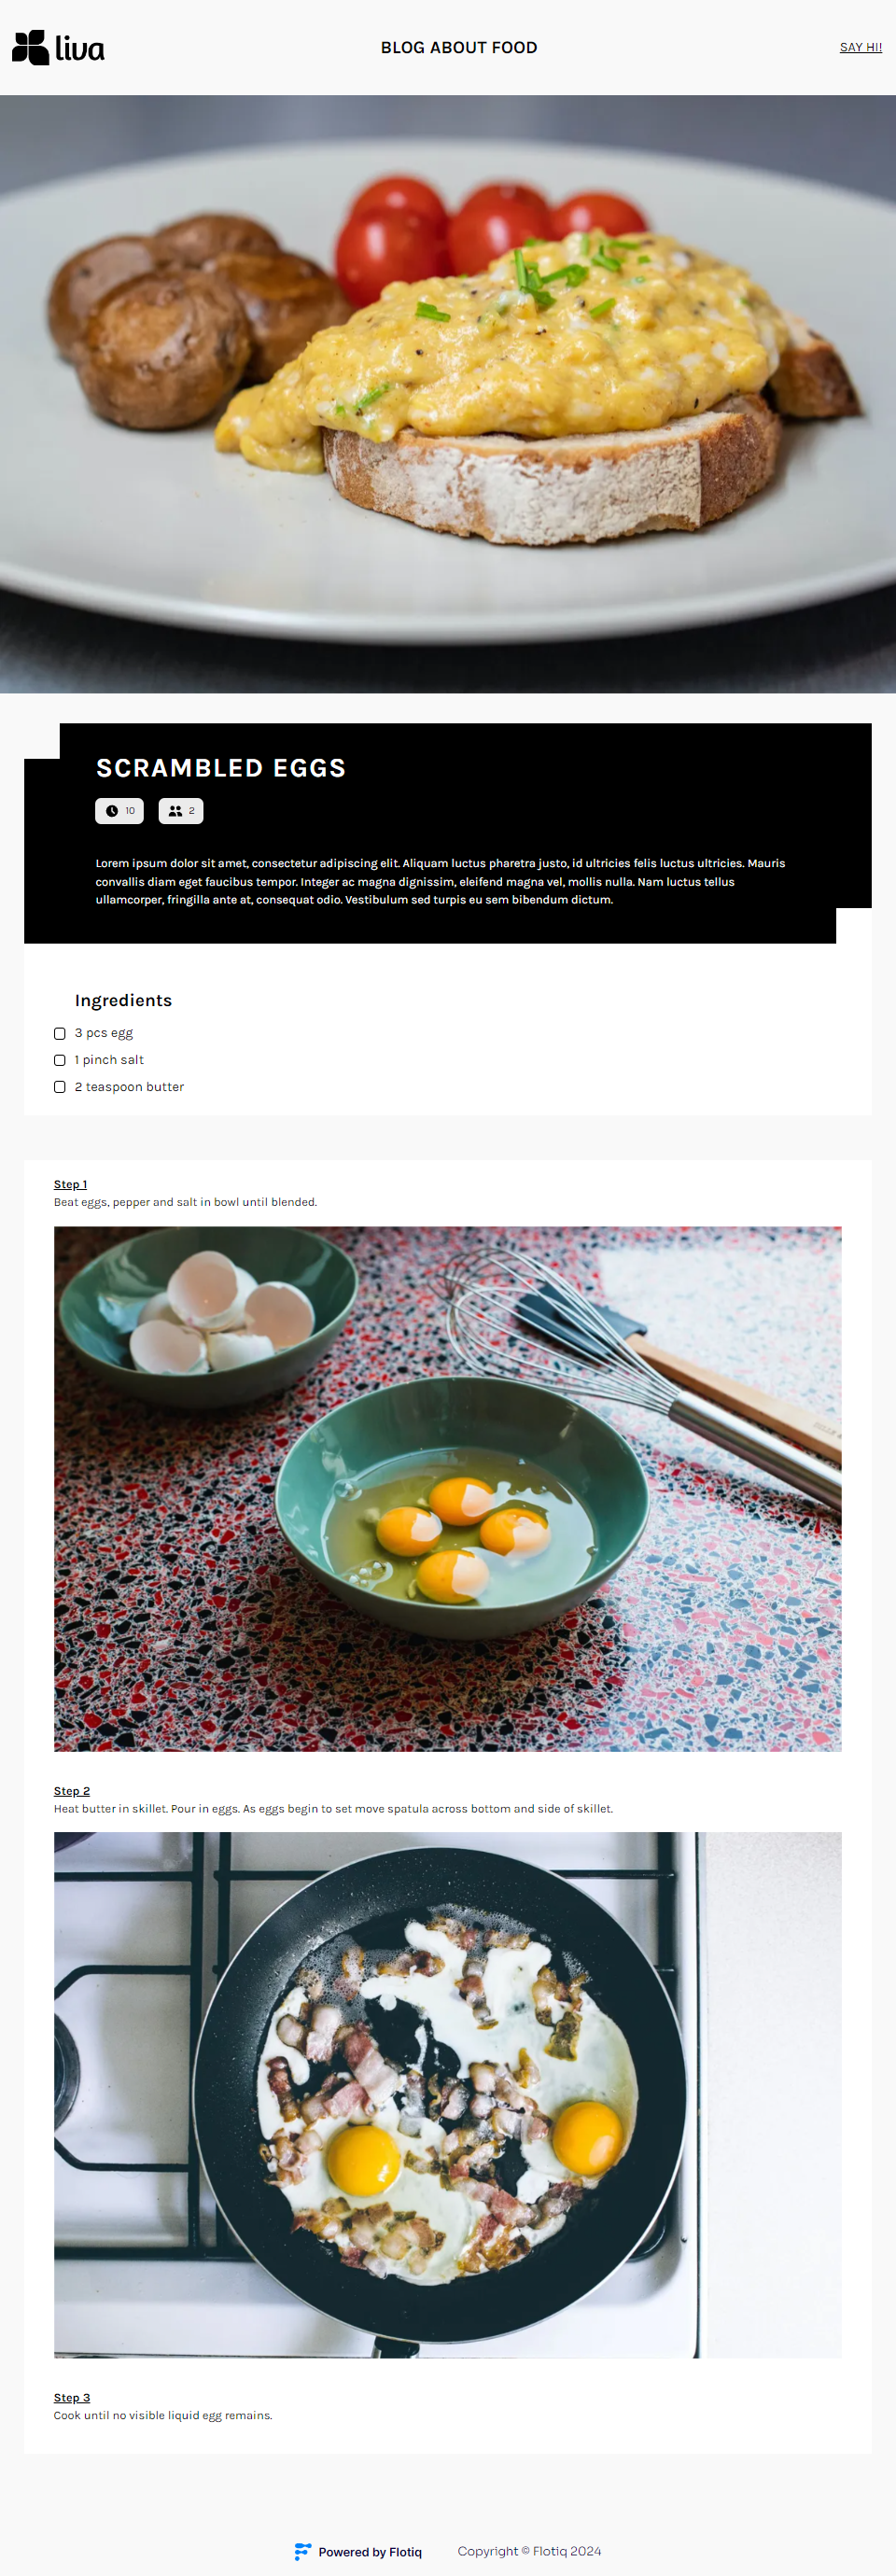 liva
BLOG ABOUT FOOD
SAY HI!
SCRAMBLED EGGS
10
2
Lorem ipsum dolor sit amet, consectetur adipiscing elit. Aliquam luctus pharetra justo, id ultricies felis luctus ultricies. Mauris
convallis diam eget faucibus tempor. Integer ac magna dignissim, eleifend magna vel, mollis nulla. Nam luctus tellus
ullamcorper, fringilla ante at, consequat odio. Vestibulum sed turpis eu sem bibendum dictum.
Ingredients
3 pcs egg
1 pinch salt
2 teaspoon butter
Step 1
Beat eggs, pepper and salt in bowl until blended.
Step 2
Heat butter in skillet. Pour in eggs. As eggs begin to set move spatula across bottom and side of skillet.
Step 3
Cook until no visible liquid egg remains.
Powered by Flotiq
Copyright © Flotiq 2024